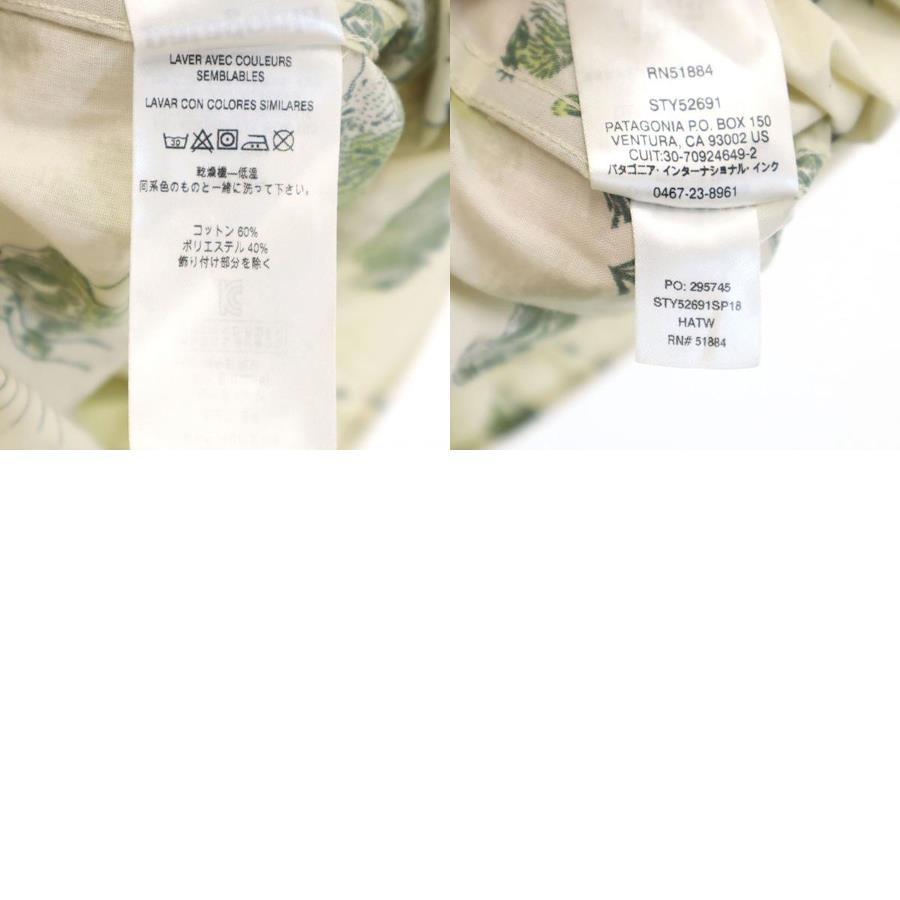 LAVER AVEC COULEURS
SEMBLABLES
LAVAR CON COLORES SIMILARES
30
乾燥機—低温
同系色のものと一緒に洗って下さい。
コットン 60%
ポリエステル 40%
飾り付け部分を除く
RN51884
STY52691
PATAGONIA P.O. BOX 150
VENTURA, CA 93002 US
CUIT:30-70924649-2
パタゴニア・インターナショナル・インク
0467-23-8961
PO: 295745
STY52691SP18
HATW
RN# 51884